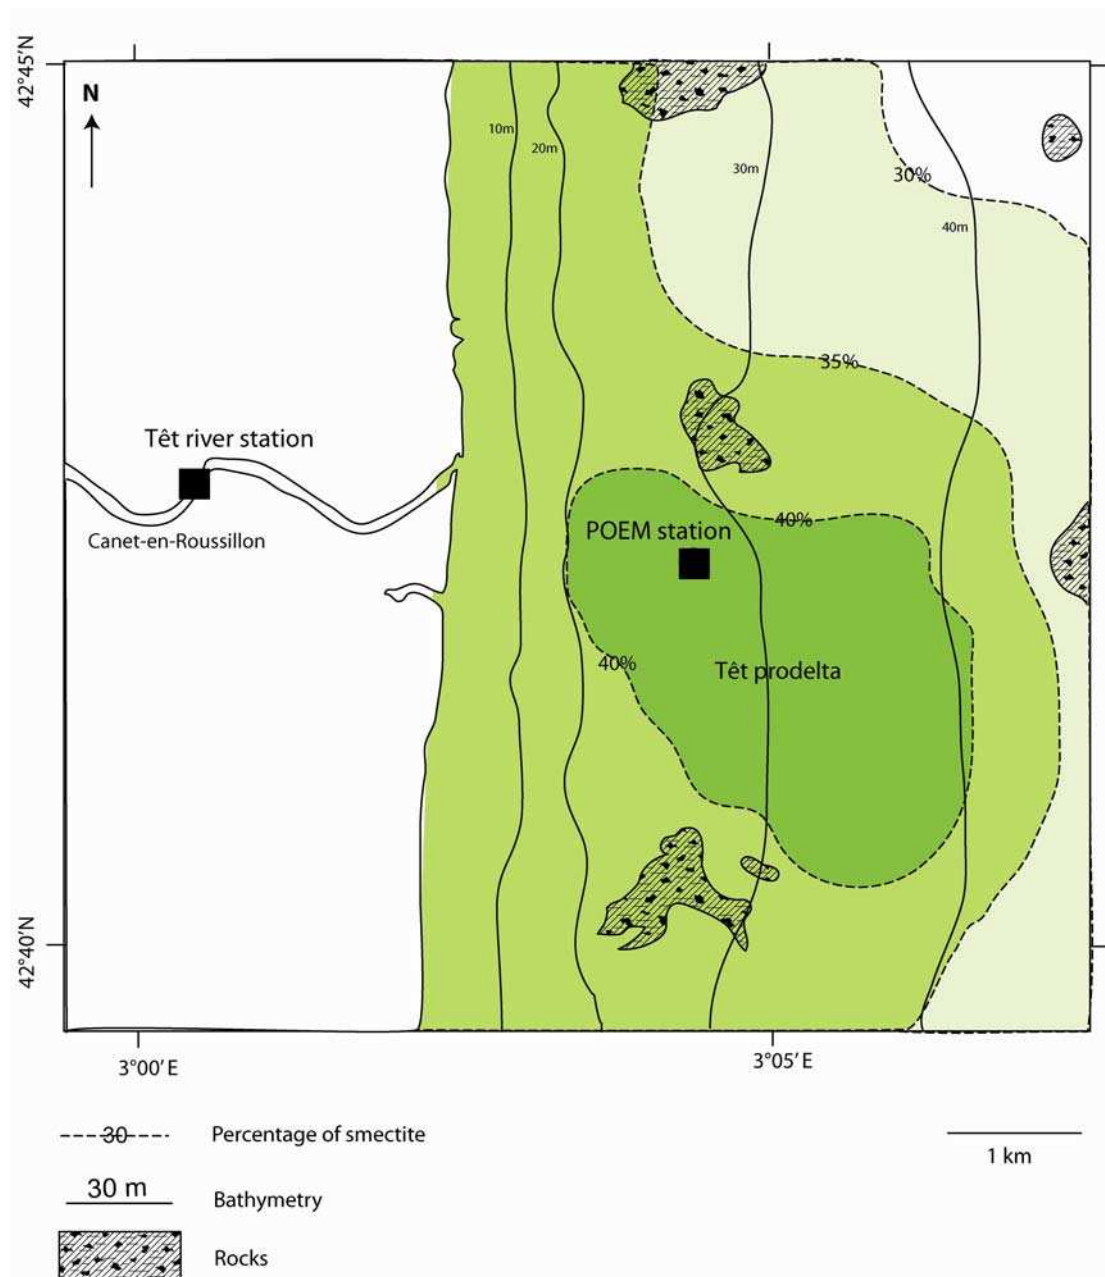 42°45'N
N
10m
20m
30m
30%
40m
35%
Têt river station
Canet-en-Roussillon
POEM station
40%
40%
Têt prodelta
42°40'N
3°00' E
3°05' E
30
Percentage of smectite
1 km
30 m
Bathymetry
Rocks